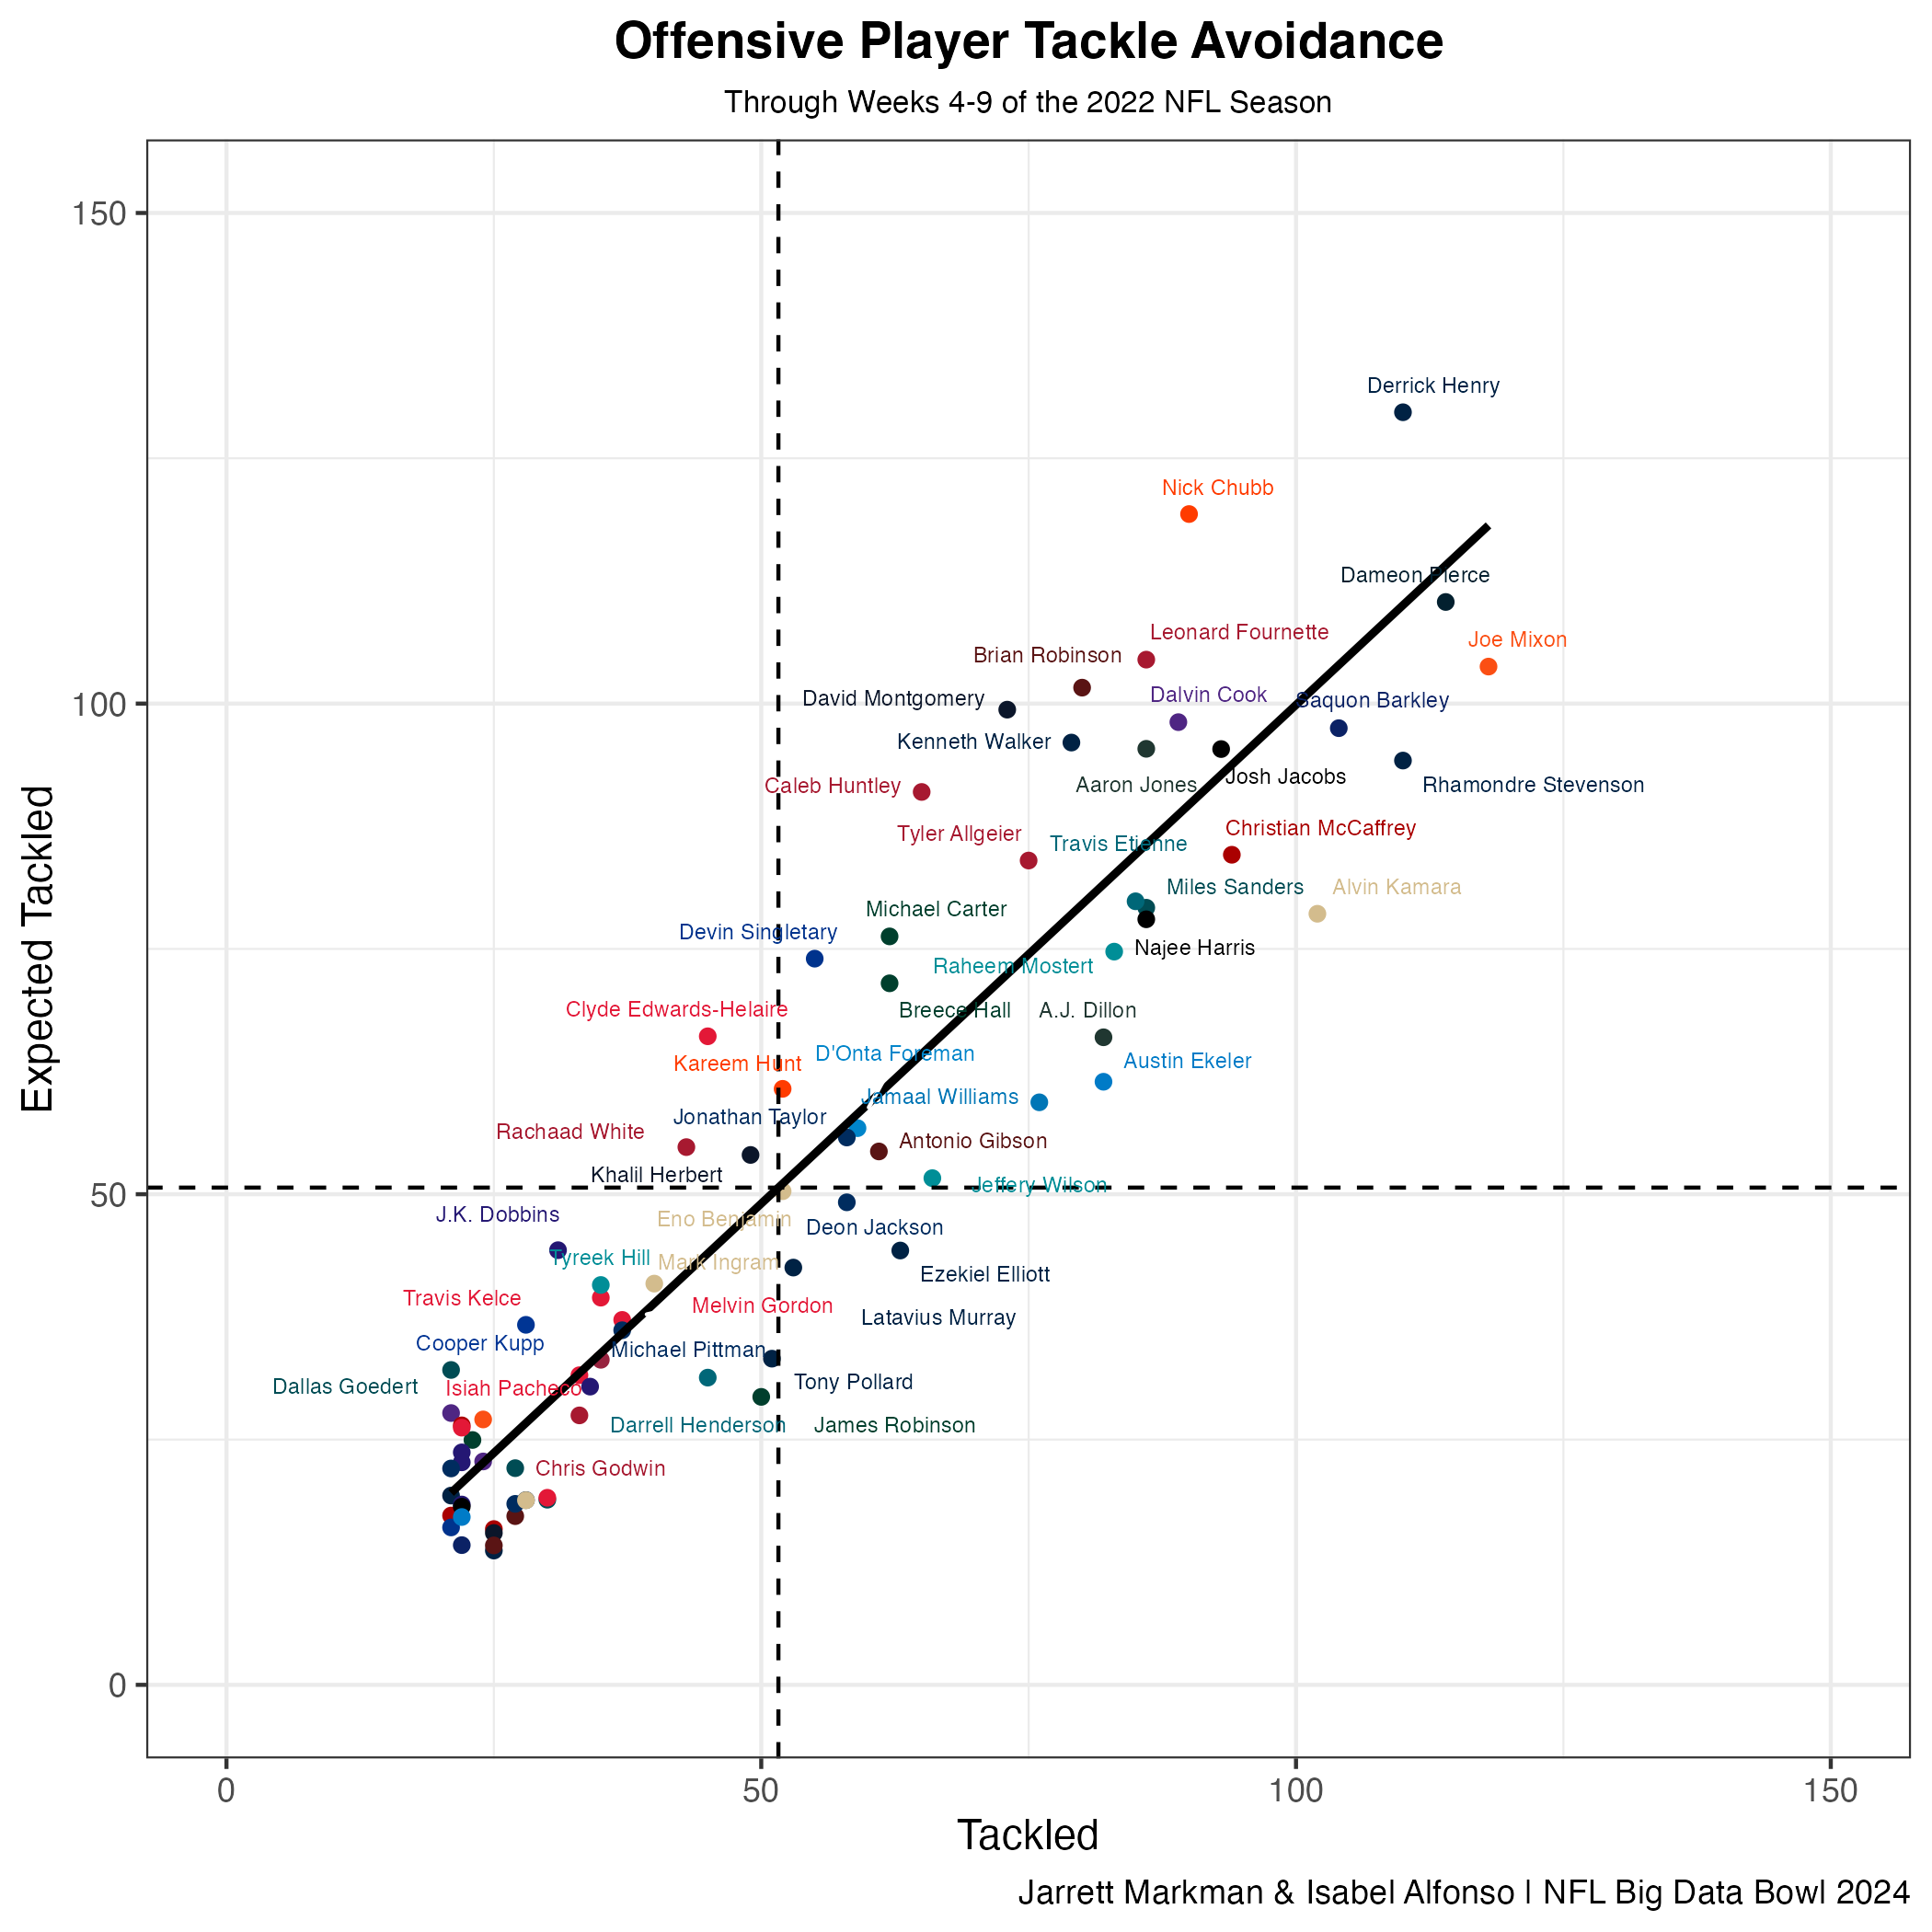 Offensive Player Tackle Avoidance
Through Weeks 4-9 of the 2022 NFL Season
Expected Tackled
150
100
50
0
Derrick Henry
Nick Chubb
Dameon Pierce
Leonard Fournette
Joe Mixon
Brian Robinson
Dalvin Cook
David Montgomery
Saquon Barkley
Kenneth Walker
Josh Jacobs
Caleb Huntley
Aaron Jones
Rhamondre Stevenson
Christian McCaffrey
Tyler Allgeier
Travis Etienne
Miles Sanders
Alvin Kamara
Michael Carter
Devin Singletary
Najee Harris
Raheem Mostert
Clyde Edwards-Helaire
Breece Hall
A.J. Dillon
D'Onta Foreman
Kareem Hunt
Austin Ekeler
Jamaal Williams
Jonathan Taylor
Rachaad White
Antonio Gibson
Khalil Herbert
Jeffery Wilson
J.K. Dobbins
Eno Benjamin
Deon Jackson
Tyreek Hill
Mark Ingram
Ezekiel Elliott
Travis Kelce
Melvin Gordon
Latavius Murray
Cooper Kupp
Michael Pittman
Tony Pollard
Dallas Goedert
Isiah Pacheco
Darrell Henderson
James Robinson
Chris Godwin
0
50
100
150
Tackled
Jarrett Markman & Isabel Alfonso | NFL Big Data Bowl 2024